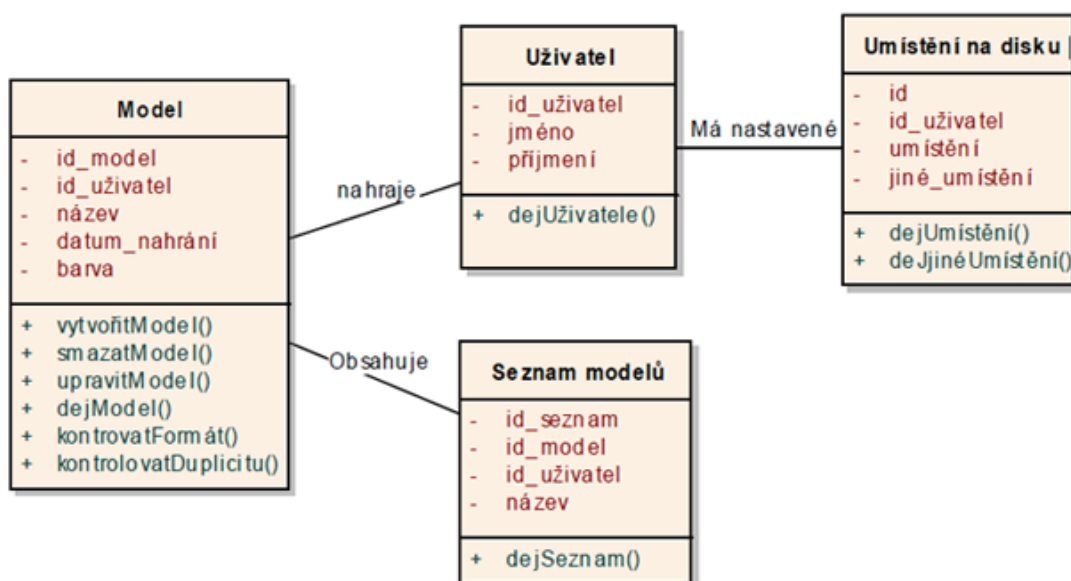 Model
- id_model
- id_uživatel
- název
- datum_nahrání
- barva
+ vytvořitModel()
+ smazatModel()
+ upravitModel()
+ dejModel()
+ kontrovatFormát()
+ kontrolovatDuplicitu()
nahraje
Uživatel
- id_uživatel
- jméno
- příjmení
+ dejUživatele()
Má nastavené
Umístění na disku
- id
- id_uživatel
- umístění
- jiné_umístění
+ dejUmístění()
+ deJjinéUmístění()
Obsahuje
Seznam modelů
- id_seznam
- id_model
- id_uživatel
- název
+ dejSeznam()